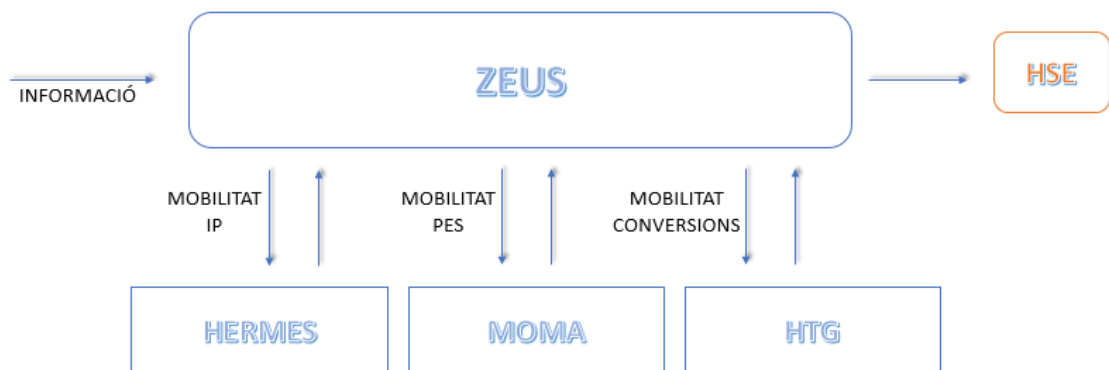 ZEUS
HSE
INFORMACIÓ
MOBILITAT
IP
MOBILITAT
PES
MOBILITAT
CONVERSIONS
HERMES
MOMA
HTG